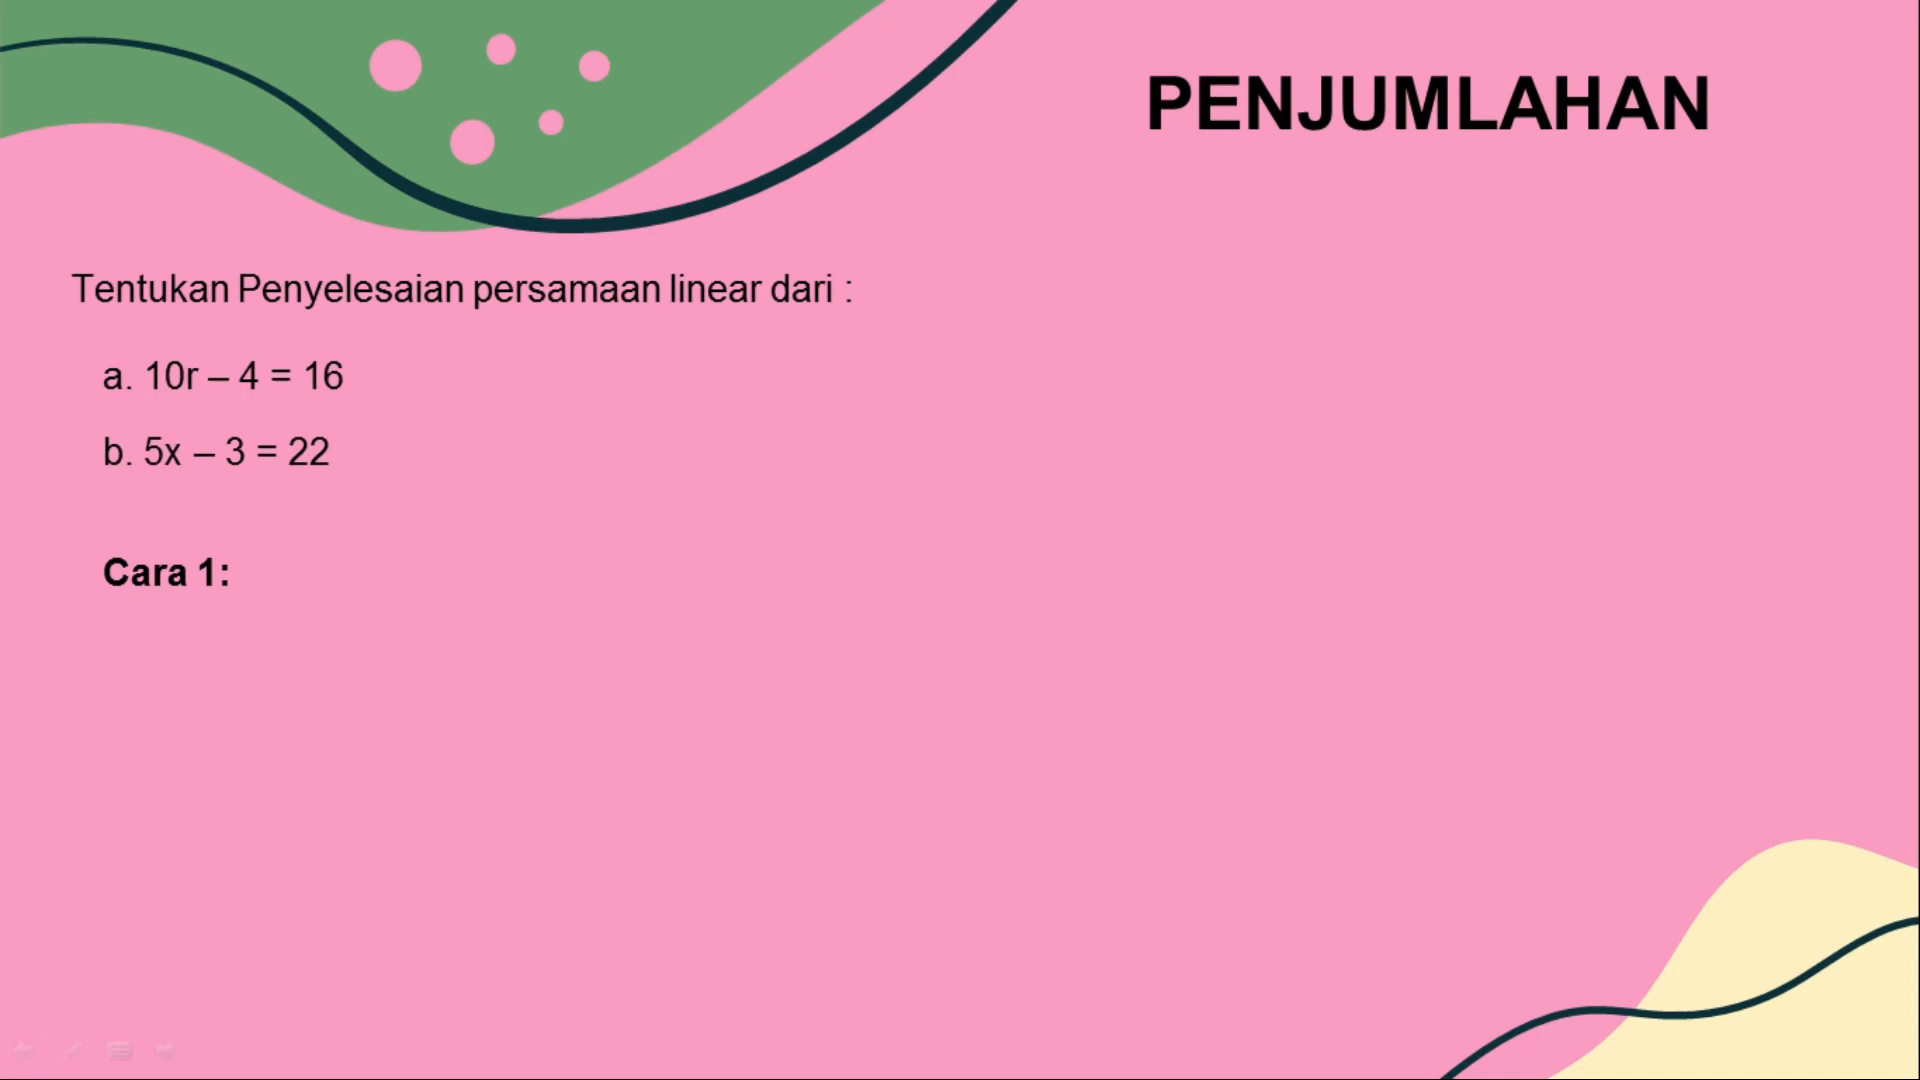 PENJUMLAHAN
Tentukan Penyelesaian persamaan linear dari :
a. 10r – 4 = 16
b. 5x – 3 = 22
Cara 1: